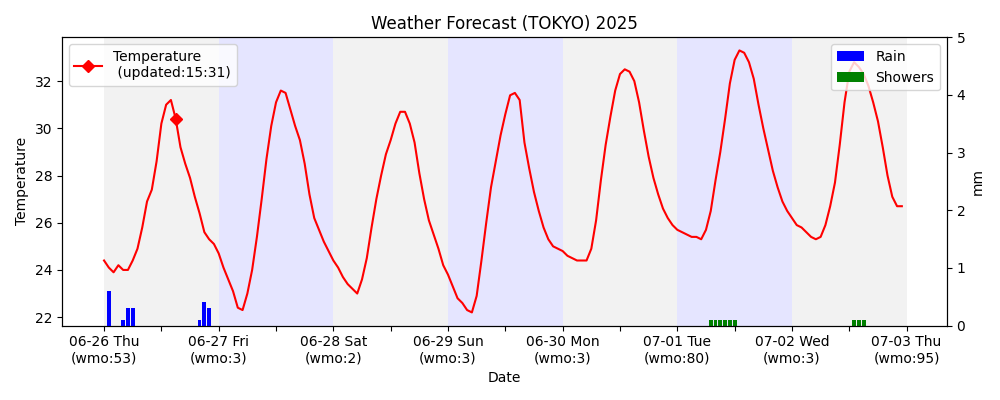 Weather Forecast (TOKYO) 2025
Temperature
(updated:15:31)
Rain
Showers
Temperature
32
30
28
26
24
22
5
4
3
2
1
0
mm
06-26 Thu
(wmo:53)
06-27 Fri
(wmo:3)
06-28 Sat
(wmo:2)
06-29 Sun
(wmo:3)
06-30 Mon
(wmo:3)
07-01 Tue
(wmo:80)
07-02 Wed
(wmo:3)
07-03 Thu
(wmo:95)
Date